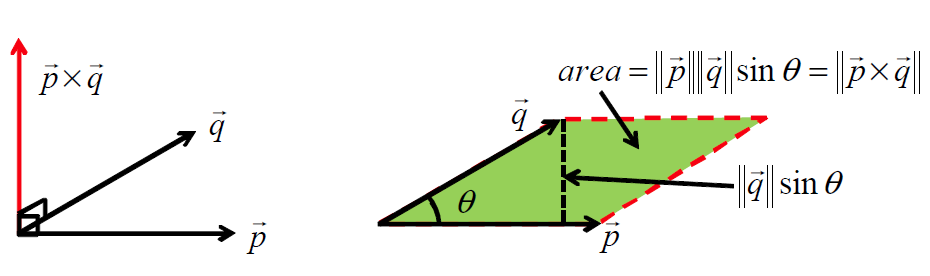 p⃗ × q⃗
q⃗
p⃗
area = ‖p⃗‖‖q⃗‖ sin θ = ‖p⃗ × q⃗‖
q⃗
‖q⃗‖ sin θ
θ
p⃗